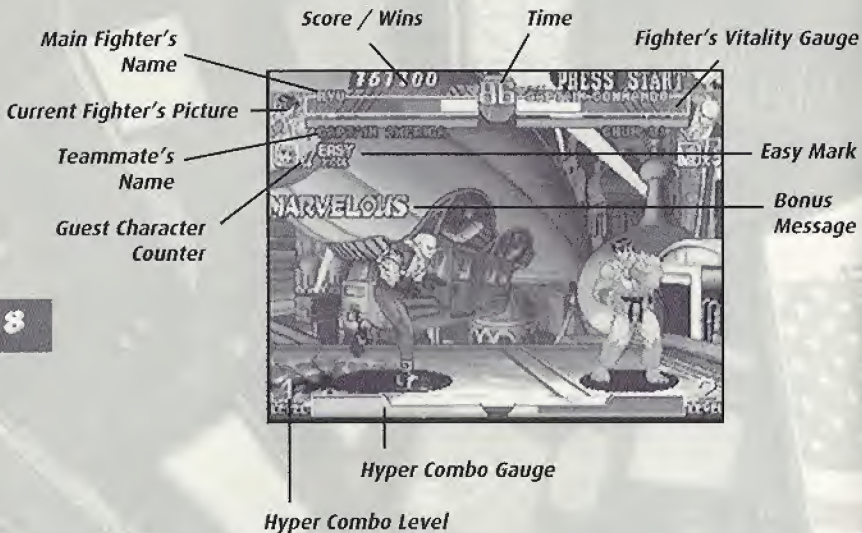 Score / Wins
Time
Main Fighter's
Name
Fighter's Vitality Gauge
Current Fighter's Picture
Teammate's
Name
Easy Mark
Guest Character
Counter
Bonus
Message
PRESS START
RYU
CAPTAIN COMMANDO
CAPTAIN AMERICA
EASY
MARVELOUS
8
Hyper Combo Gauge
Hyper Combo Level